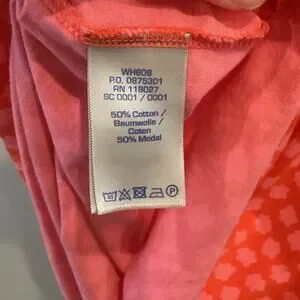 WH608
P.O. 0875301
RN 118027
SC 0001 / 0001
50% Cotton /
Baumwolle /
Coton
50% Modal
P